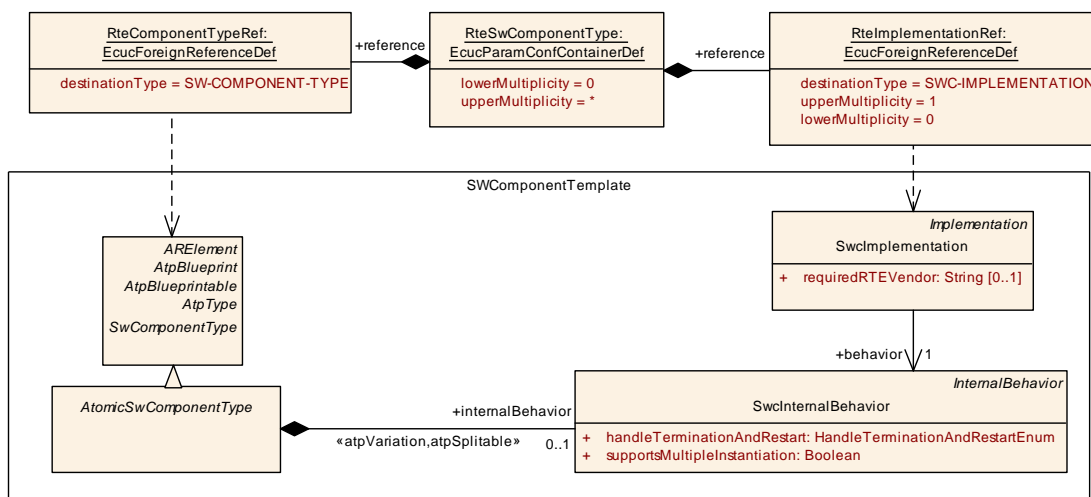 RteComponentTypeRef:
EcucForeignReferenceDef
destinationType = SW-COMPONENT-TYPE
+reference
RteSwComponentType:
EcucParamConfContainerDef
lowerMultiplicity = 0
upperMultiplicity = *
+reference
RteImplementationRef:
EcucForeignReferenceDef
destinationType = SWC-IMPLEMENTATION
upperMultiplicity = 1
lowerMultiplicity = 0
SWComponentTemplate
ARElement
AtpBlueprint
AtpBlueprintable
AtpType
SwComponentType
Implementation
SwcImplementation
+ requiredRTEVendor: String [0..1]
+behavior 1
AtomicSwComponentType
+internalBehavior
«atpVariation,atpSplitable» 0..1
InternalBehavior
SwcInternalBehavior
+ handleTerminationAndRestart: HandleTerminationAndRestartEnum
+ supportsMultipleInstantiation: Boolean